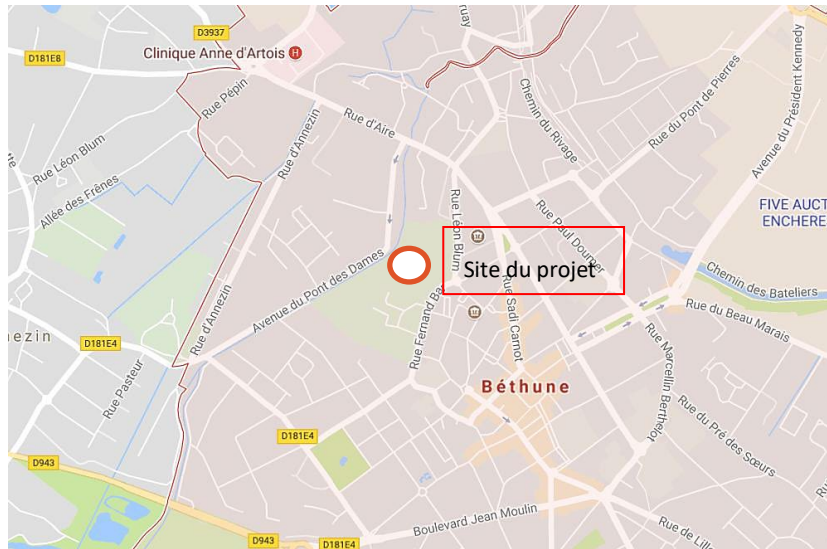 D3937
Clinique Anne d'Artois H
D181E8
Rue Pépin
Rue d'Annezin
Rue d'Aire
Chemin du Rivage
Rue du Pont de Pierres
Avenue du Président Kennedy
Rue Léon Blum
Allée des Frênes
Rue Léon Blum
Rue Paul Doumer
FIVE AUCT
ENCHERE
Site du projet
Avenue du Pont des Dames
Chemin des Bateliers
Rue d'Annezin
Rue Fernand Ba
Rue Sadi Carnot
Rue du Beau Marais
nezin
D181E4
Rue Pasteur
Béthune
Rue Marcellin Berthelot
Rue du Pré des Sœurs
D181E4
D943
Boulevard Jean Moulin
Rue de Lille
D943
D181E4